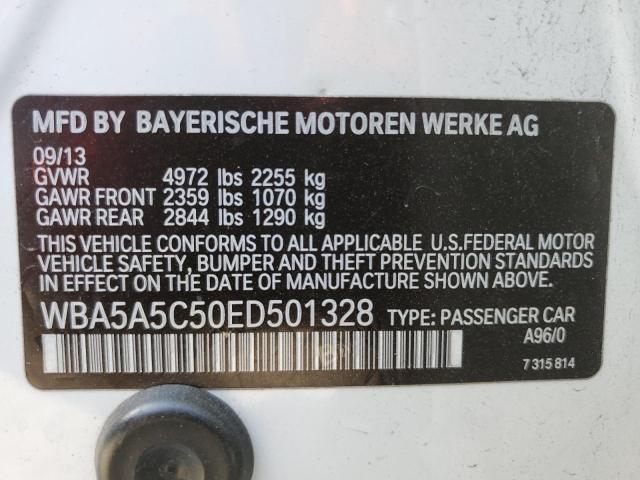 MFD BY BAYERISCHE MOTOREN WERKE AG
09/13
GVWR 4972 lbs 2255 kg
GAWR FRONT 2359 lbs 1070 kg
GAWR REAR 2844 lbs 1290 kg
THIS VEHICLE CONFORMS TO ALL APPLICABLE U.S.FEDERAL MOTOR
VEHICLE SAFETY, BUMPER AND THEFT PREVENTION STANDARDS
IN EFFECT ON THE DATE OF MANUFACTURE SHOWN ABOVE.
WBA5A5C50ED501328 TYPE: PASSENGER CAR
A96/0
7 315 814